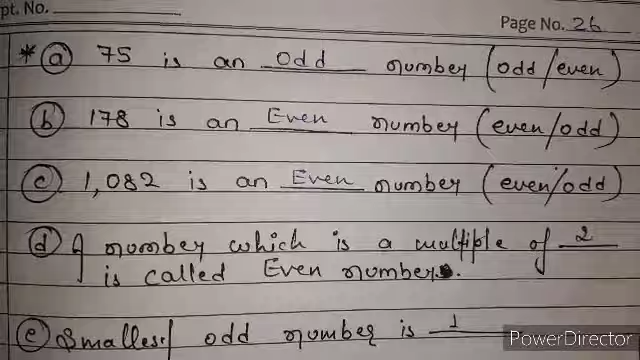 pt. No.
Page No. 26
* (a) 75 is an Odd number (odd/even)
(b) 178 is an Even number (even/odd)
(c) 1,082 is an Even number (even/odd)
(d) A number which is a multiple of 2
is called Even number.
(e) Smallest odd number is 1
PowerDirector